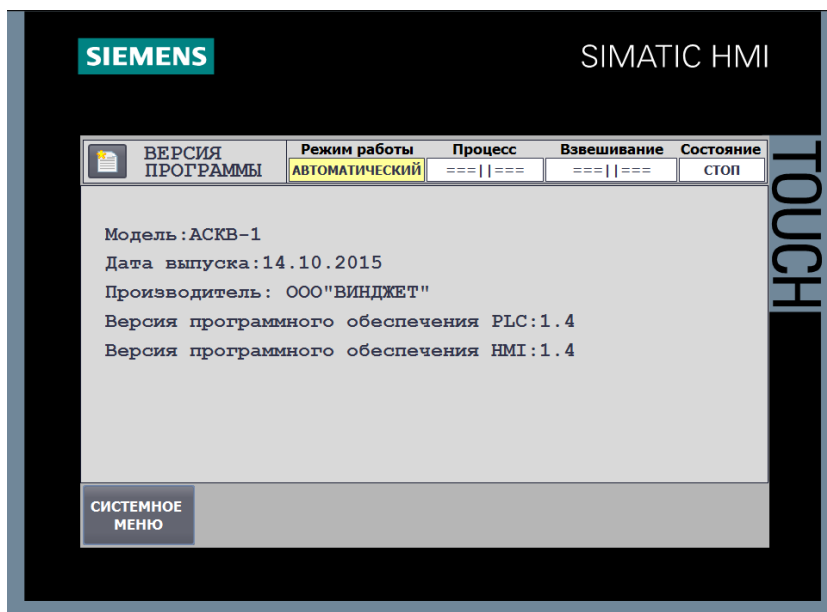 SIEMENS
SIMATIC HMI
TOUCH
ВЕРСИЯ ПРОГРАММЫ
Режим работы Процесс Взвешивание Состояние
АВТОМАТИЧЕСКИЙ ===||=== ===||=== СТОП
Модель:АСКВ-1
Дата выпуска:14.10.2015
Производитель: ООО"ВИНДЖЕТ"
Версия программного обеспечения PLC:1.4
Версия программного обеспечения HMI:1.4
СИСТЕМНОЕ
МЕНЮ